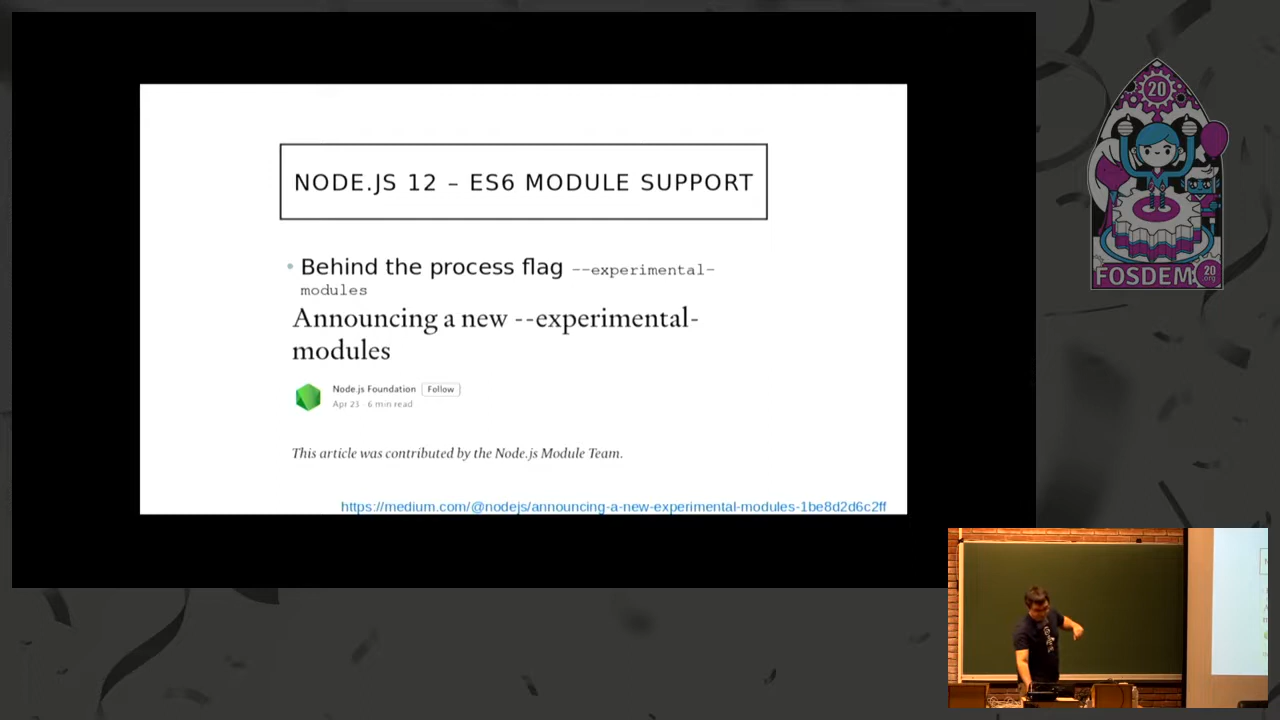 NODE.JS 12 – ES6 MODULE SUPPORT
• Behind the process flag --experimental-
modules
Announcing a new --experimental-
modules
Node.js Foundation Follow
Apr 23 · 6 min read
This article was contributed by the Node.js Module Team.
https://medium.com/@nodejs/announcing-a-new-experimental-modules-1be8d2d6c2ff
20
FOSDEM 20
.org